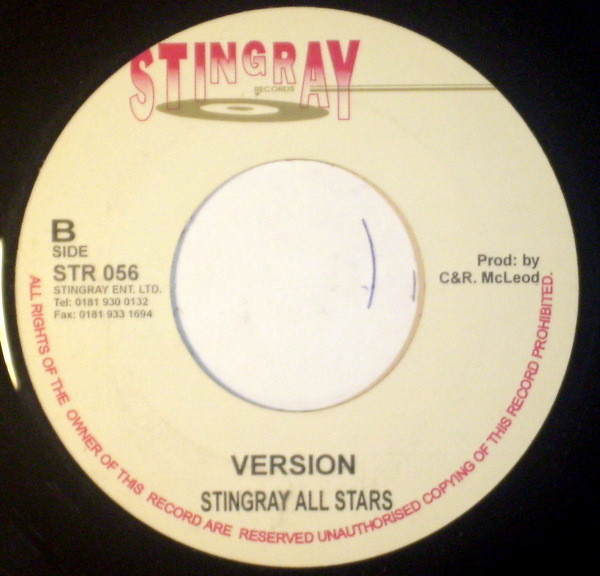 STINGRAY
RECORDS
B
SIDE
STR 056
STINGRAY ENT. LTD.
Tel: 0181 930 0132
Fax: 0181 933 1694
Prod: by
C&R. McLeod
VERSION
STINGRAY ALL STARS
ALL RIGHTS OF THE OWNER OF THIS RECORD ARE RESERVED UNAUTHORISED COPYING OF THIS RECORD PROHIBITED.